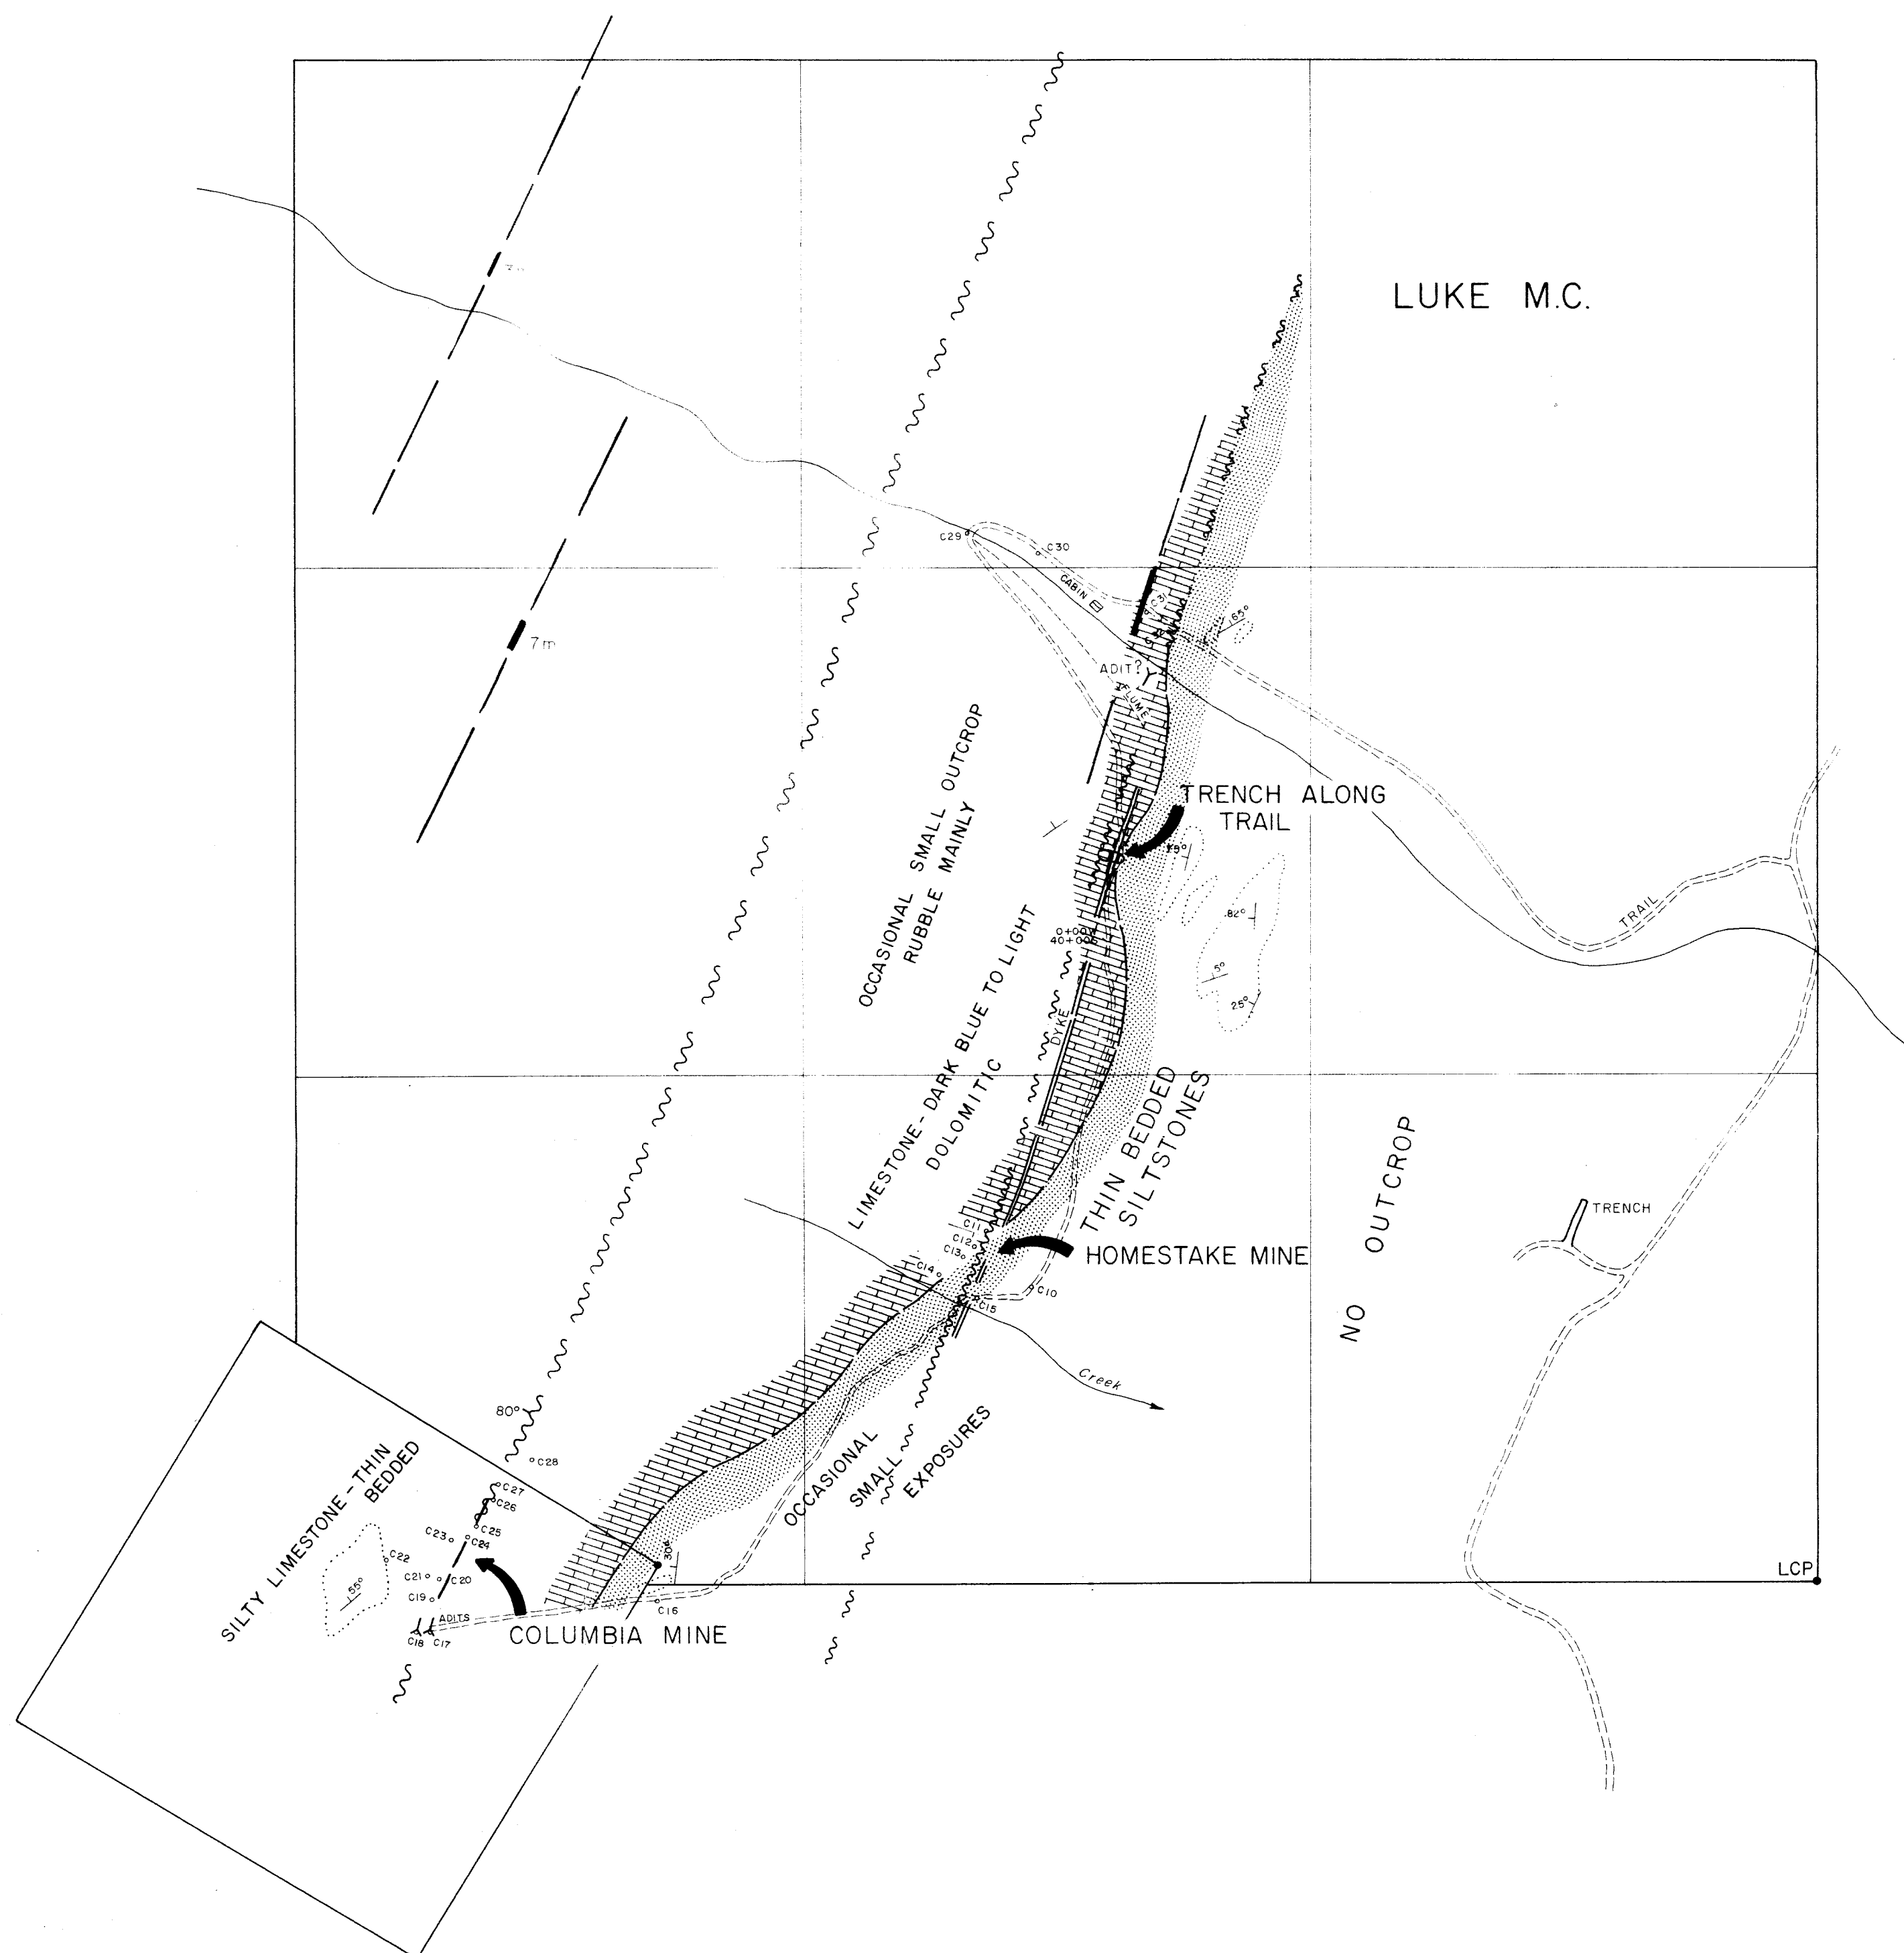 LUKE M.C.
C29
C30
CABIN
C31
65°
ADIT?
FLUME
7m
TRENCH ALONG
TRAIL
OCCASIONAL SMALL OUTCROP
RUBBLE MAINLY
82°
5°
25°
TRAIL
0+00W
40+00S
LIMESTONE - DARK BLUE TO LIGHT
DOLOMITIC
DYKE
THIN BEDDED
SILTSTONES
NO OUTCROP
TRENCH
C11
C12
C13
C14
HOMESTAKE MINE
C10
C15
Creek
80°
C28
OCCASIONAL
SMALL
EXPOSURES
SILTY LIMESTONE - THIN
BEDDED
C27
C26
C25
C23
C24
C22
C21
C20
55°
C19
ADITS
C18 C17
30°
C16
COLUMBIA MINE
LCP